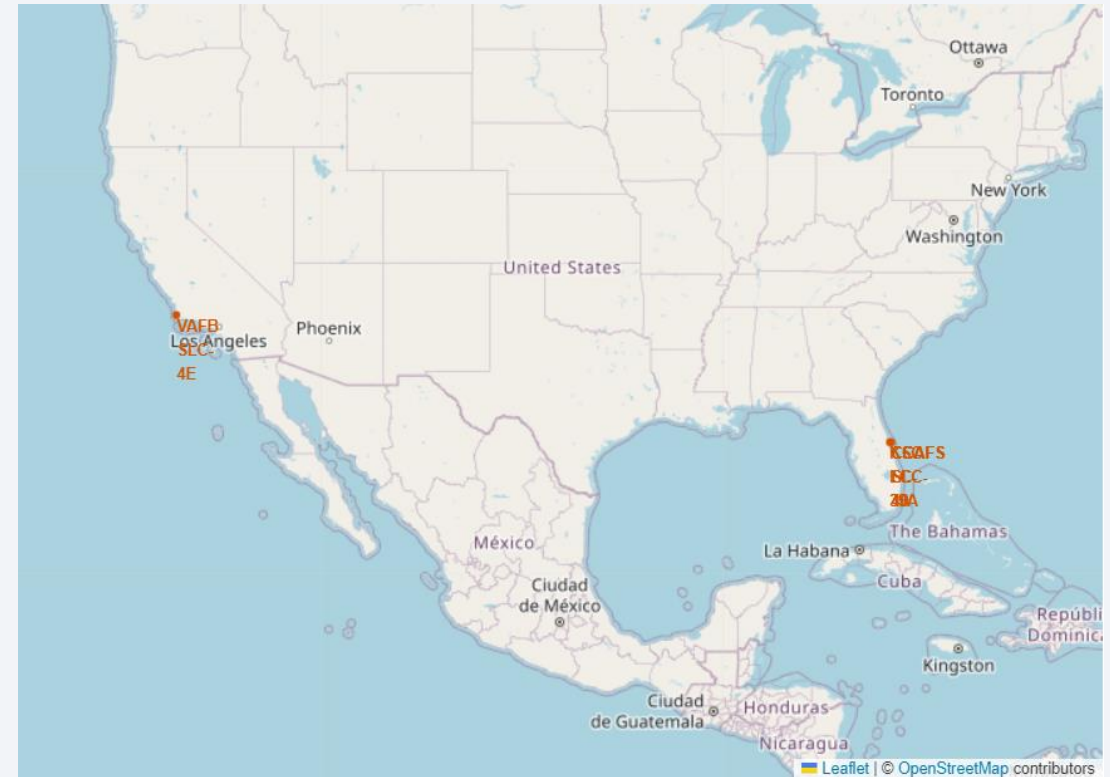 Ottawa
Toronto
New York
Washington
United States
VAFB
SLC-
4E
Los Angeles
Phoenix
The Bahamas
La Habana
México
Cuba
Ciudad
de México
Repúbli
Dominica
Kingston
Ciudad
de Guatemala
Honduras
Nicaragua
Leaflet | © OpenStreetMap contributors